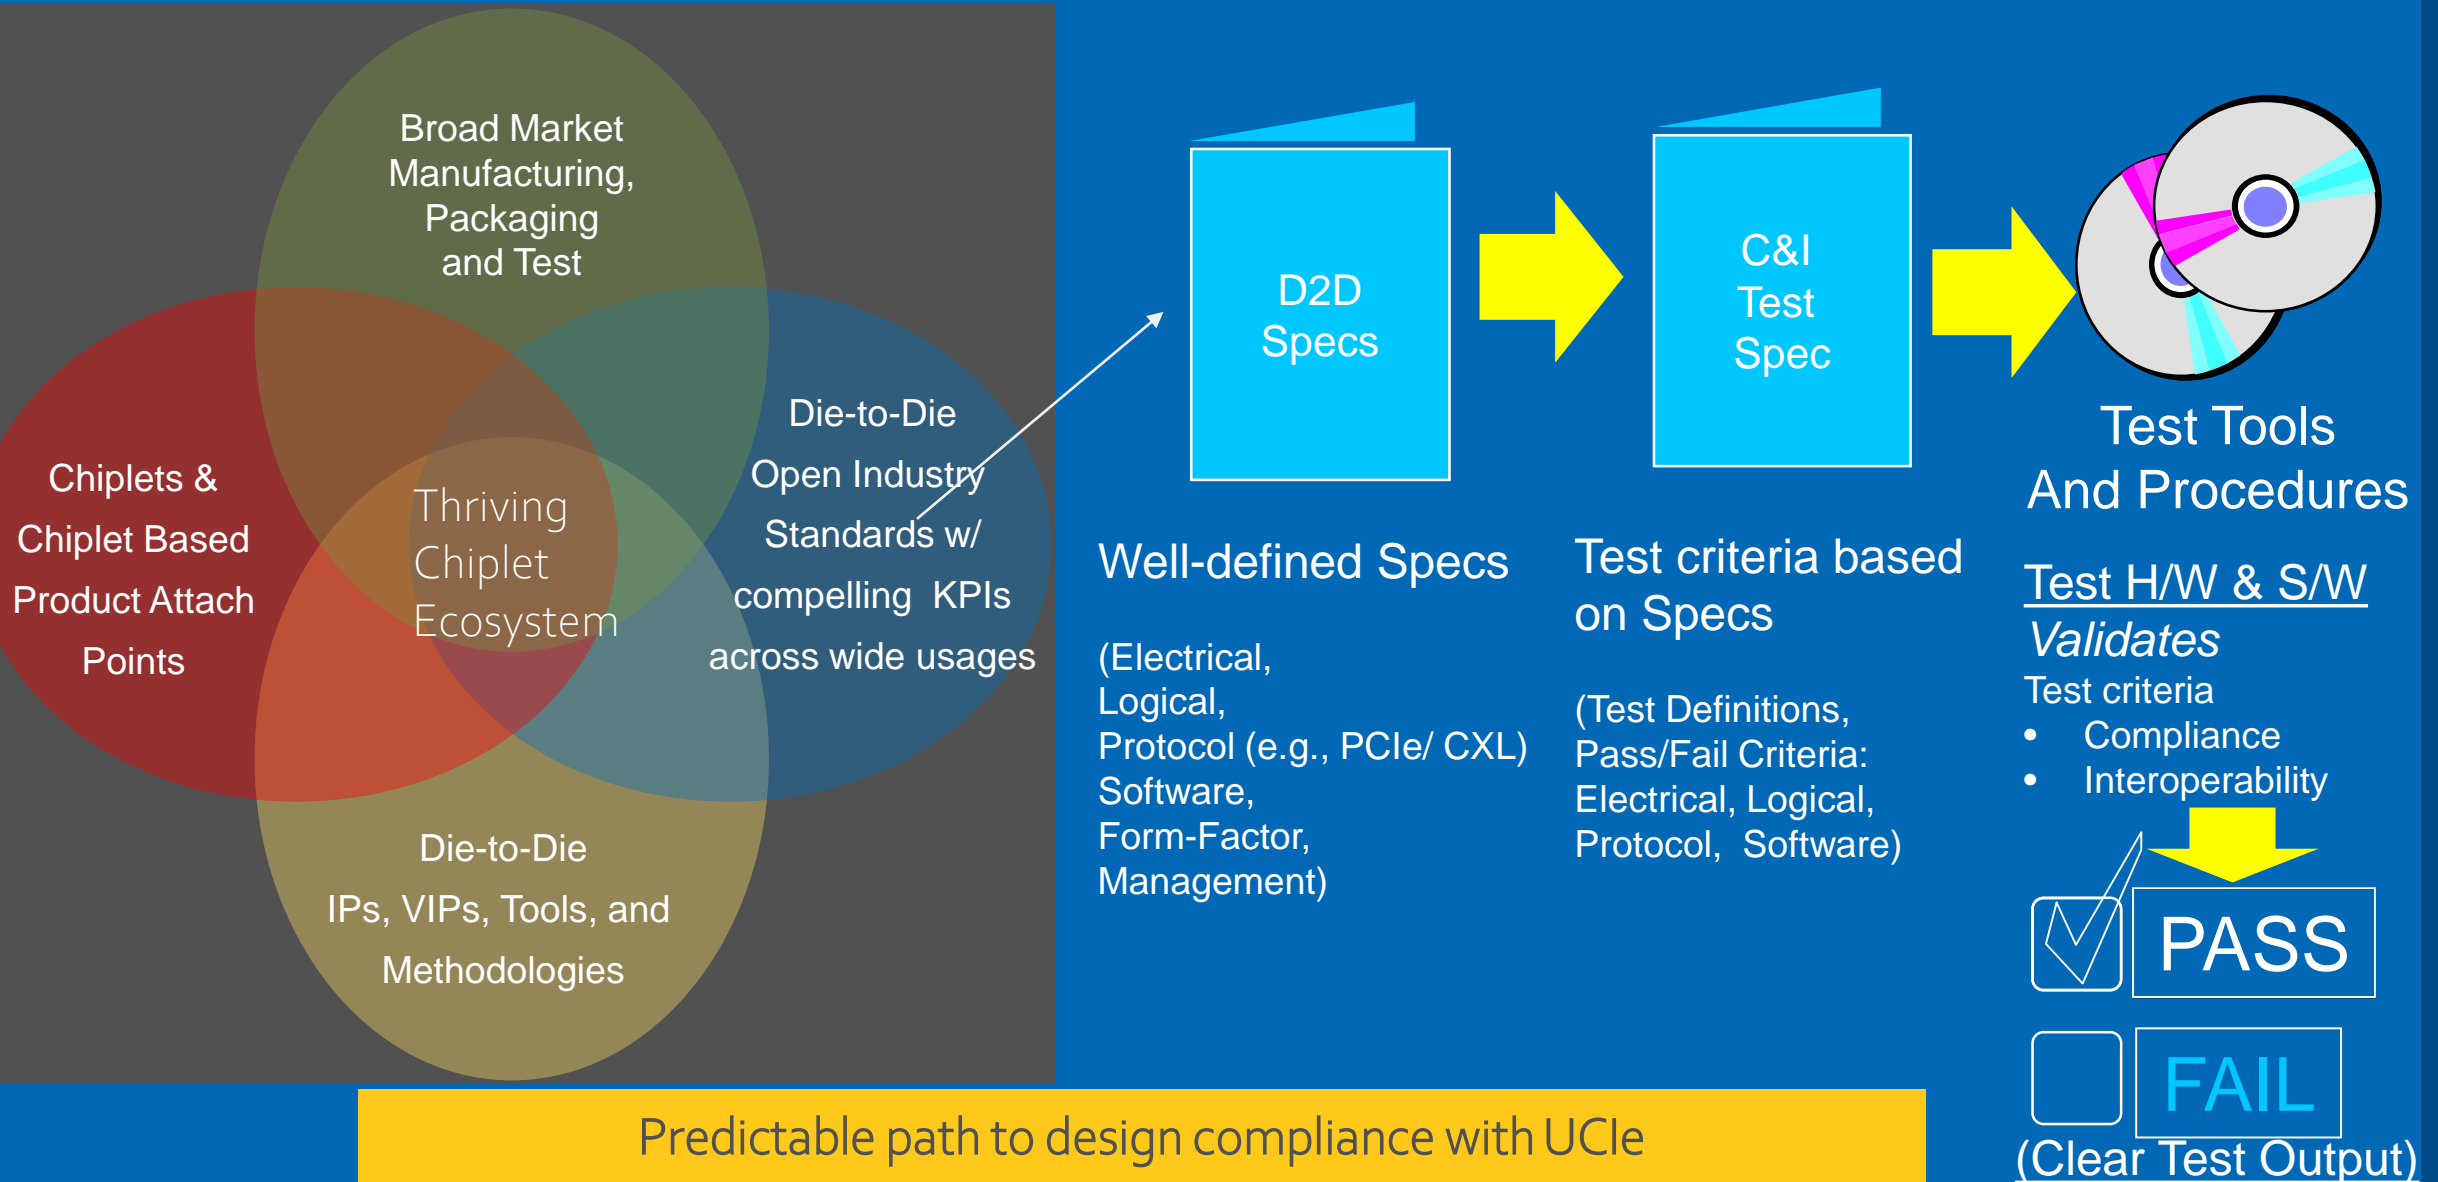 Broad Market
Manufacturing,
Packaging
and Test
Chiplets &
Chiplet Based
Product Attach
Points
Thriving
Chiplet
Ecosystem
Die-to-Die
Open Industry
Standards w/
compelling KPIs
across wide usages
Die-to-Die
IPs, VIPs, Tools, and
Methodologies
D2D
Specs
Well-defined Specs
(Electrical,
Logical,
Protocol (e.g., PCIe/ CXL)
Software,
Form-Factor,
Management)
C&I
Test
Spec
Test criteria based
on Specs
(Test Definitions,
Pass/Fail Criteria:
Electrical, Logical,
Protocol, Software)
Test Tools
And Procedures
Test H/W & S/W
Validates
Test criteria
• Compliance
• Interoperability
PASS
FAIL
(Clear Test Output)
Predictable path to design compliance with UCIe